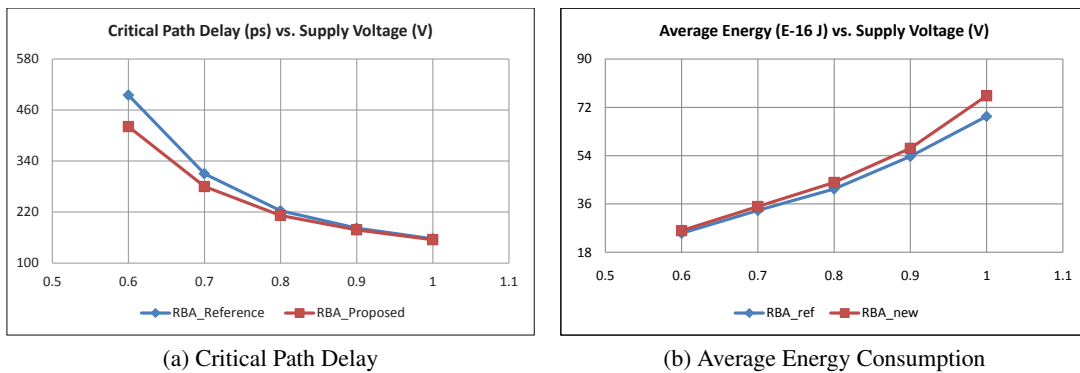 Critical Path Delay (ps) vs. Supply Voltage (V)
580
460
340
220
100
0.5 0.6 0.7 0.8 0.9 1 1.1
RBA_Reference RBA_Proposed
(a) Critical Path Delay
Average Energy (E-16 J) vs. Supply Voltage (V)
90
72
54
36
18
0.5 0.6 0.7 0.8 0.9 1 1.1
RBA_ref RBA_new
(b) Average Energy Consumption